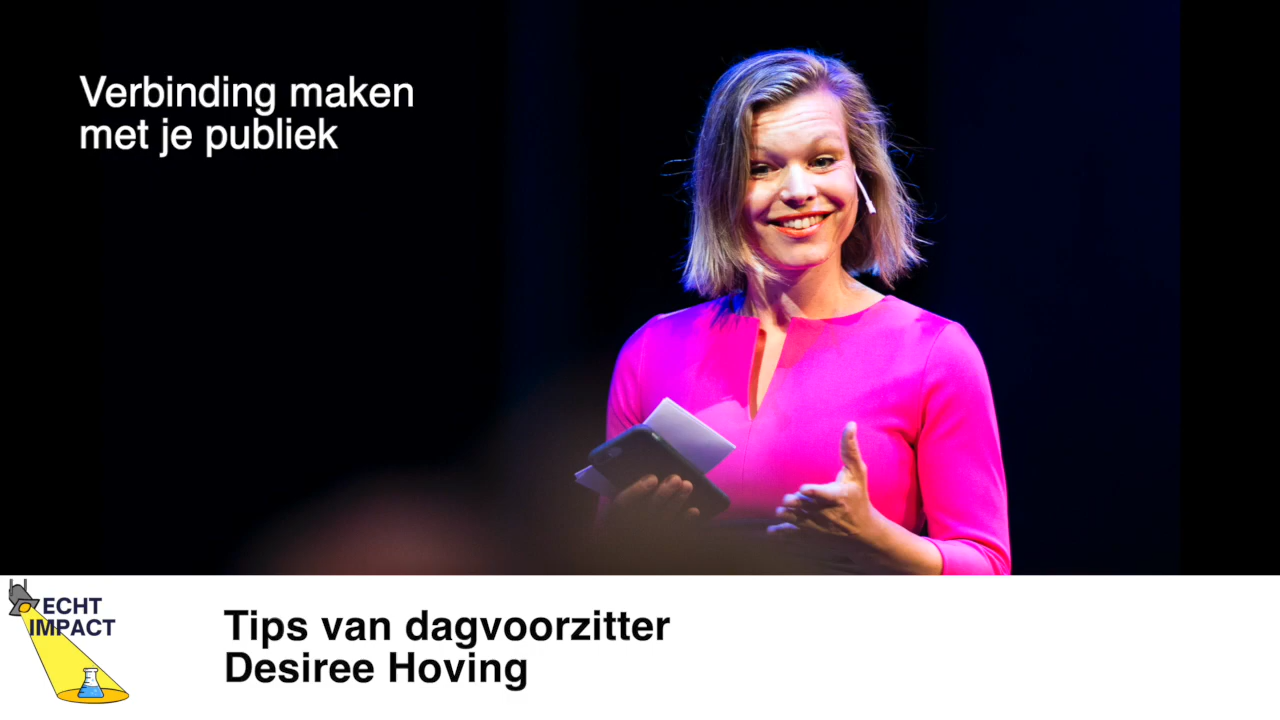 Verbinding maken
met je publiek
ECHT
IMPACT
Tips van dagvoorzitter
Desiree Hoving